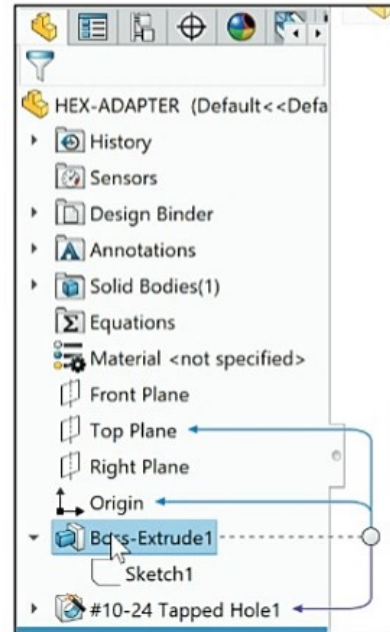 HEX-ADAPTER (Default<<Defa
History
Sensors
Design Binder
Annotations
Solid Bodies(1)
Equations
Material <not specified>
Front Plane
Top Plane
Right Plane
Origin
Boss-Extrude1
Sketch1
#10-24 Tapped Hole1